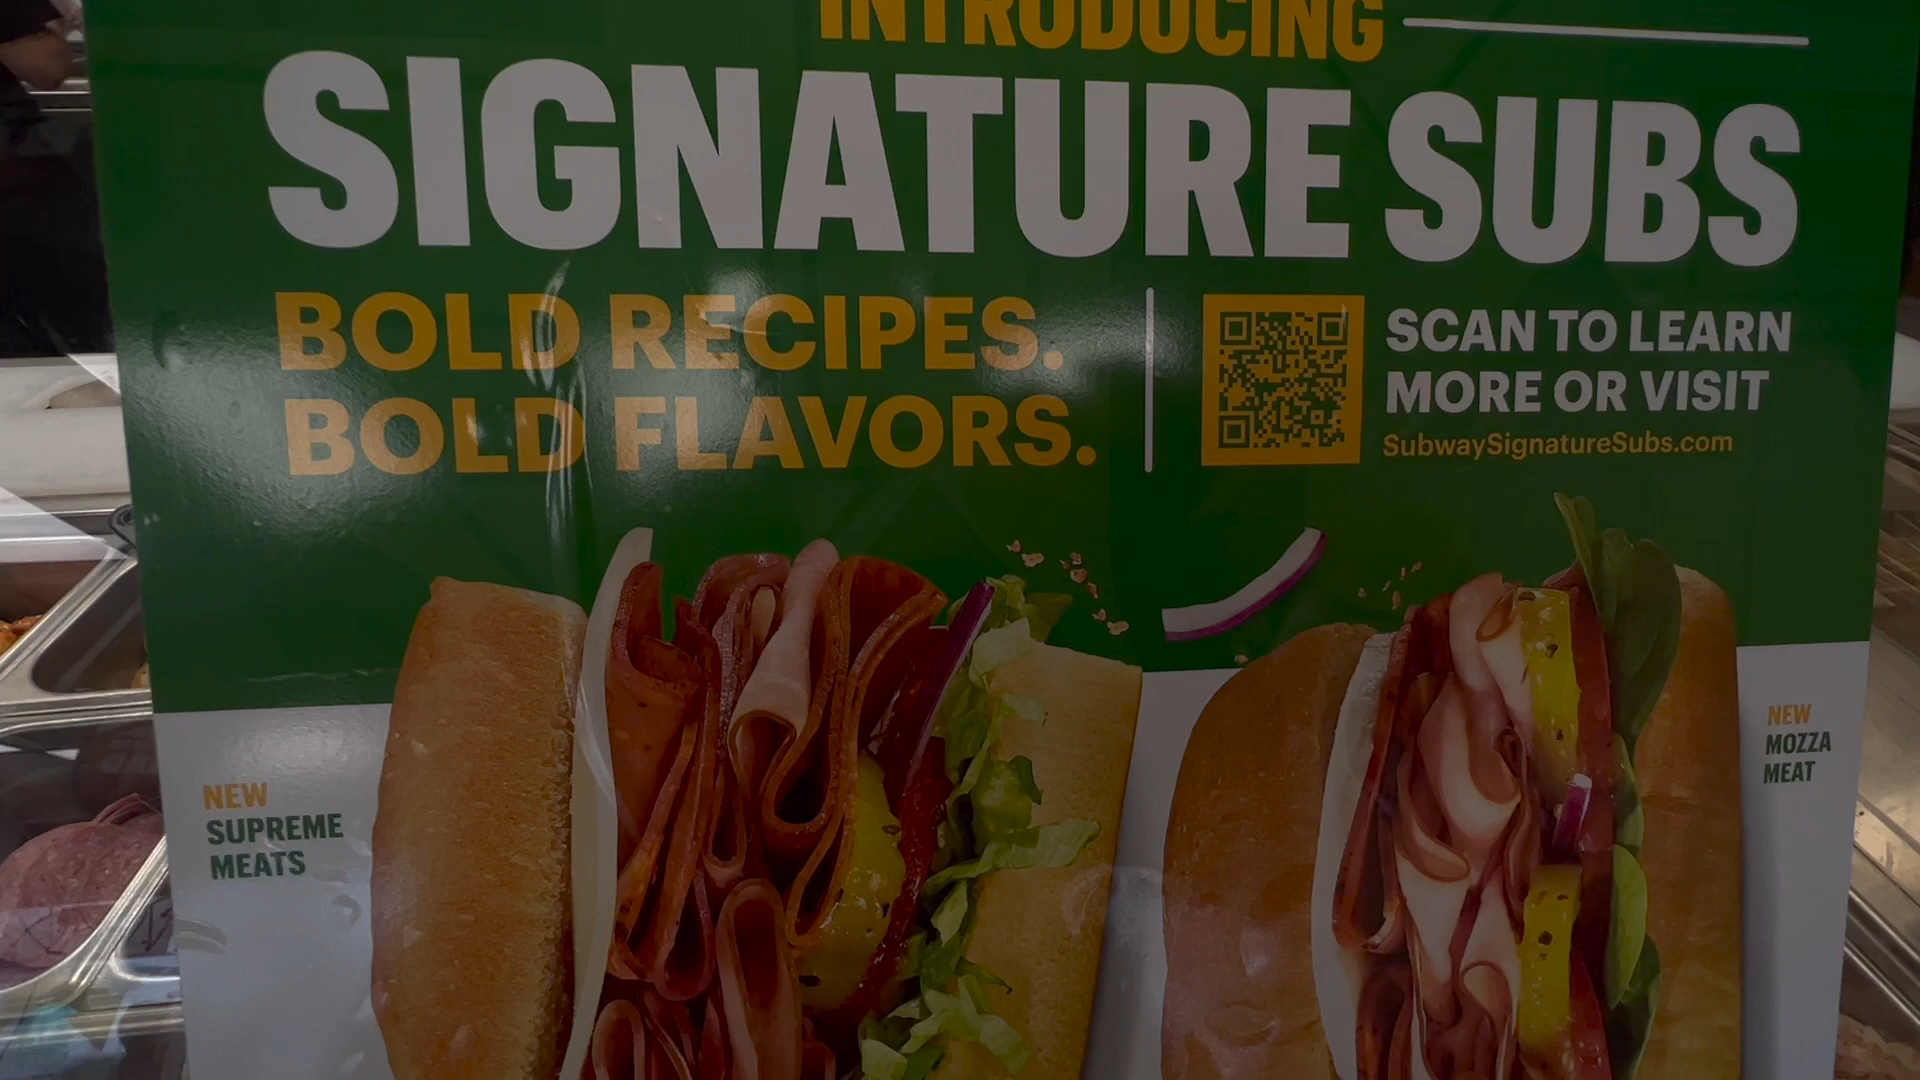 INTRODUCING
SIGNATURE SUBS
BOLD RECIPES.
BOLD FLAVORS.
SCAN TO LEARN
MORE OR VISIT
SubwaySignatureSubs.com
NEW
SUPREME
MEATS
NEW
MOZZA
MEAT